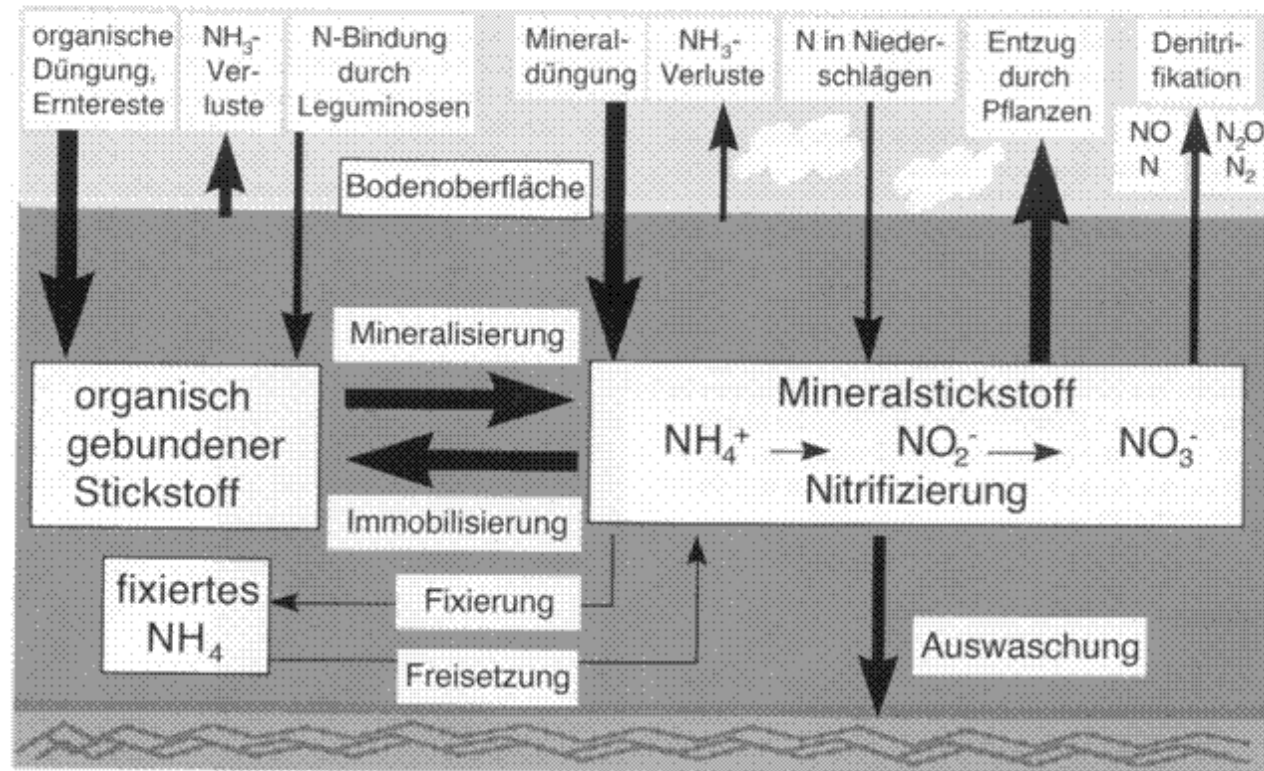 organische
Düngung,
Erntereste
NH₃-
Ver-
luste
N-Bindung
durch
Leguminosen
Mineral-
düngung
NH₃-
Verluste
N in Nieder-
schlägen
Entzug
durch
Pflanzen
Denitri-
fikation
NO N₂O
N N₂
Bodenoberfläche
Mineralisierung
organisch
gebundener
Stickstoff
Mineralstickstoff
NH₄⁺ NO₂⁻ NO₃⁻
Nitrifizierung
Immobilisierung
fixiertes
NH₄
Fixierung
Freisetzung
Auswaschung